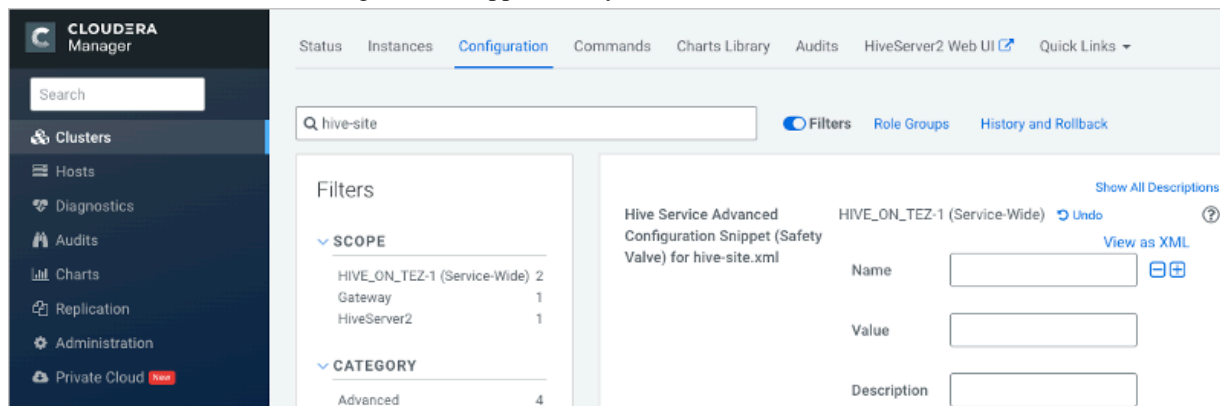 CLOUDERA
Manager
Search
Clusters
Hosts
Diagnostics
Audits
Charts
Replication
Administration
Private Cloud New
Status Instances Configuration Commands Charts Library Audits HiveServer2 Web UI Quick Links
hive-site
Filters Role Groups History and Rollback
Filters
SCOPE
HIVE_ON_TEZ-1 (Service-Wide) 2
Gateway 1
HiveServer2 1
CATEGORY
Advanced 4
Show All Descriptions
Hive Service Advanced
Configuration Snippet (Safety
Valve) for hive-site.xml
HIVE_ON_TEZ-1 (Service-Wide) Undo
View as XML
Name
Value
Description